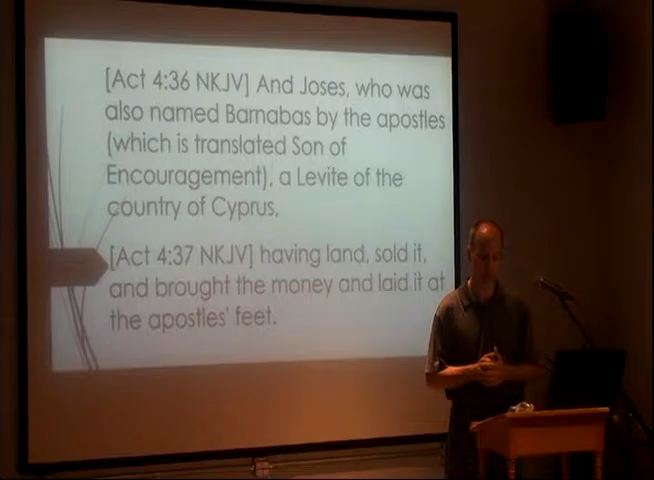 [Act 4:36 NKJV] And Joses, who was
also named Barnabas by the apostles
(which is translated Son of
Encouragement), a Levite of the
country of Cyprus,
[Act 4:37 NKJV] having land, sold it,
and brought the money and laid it at
the apostles' feet.